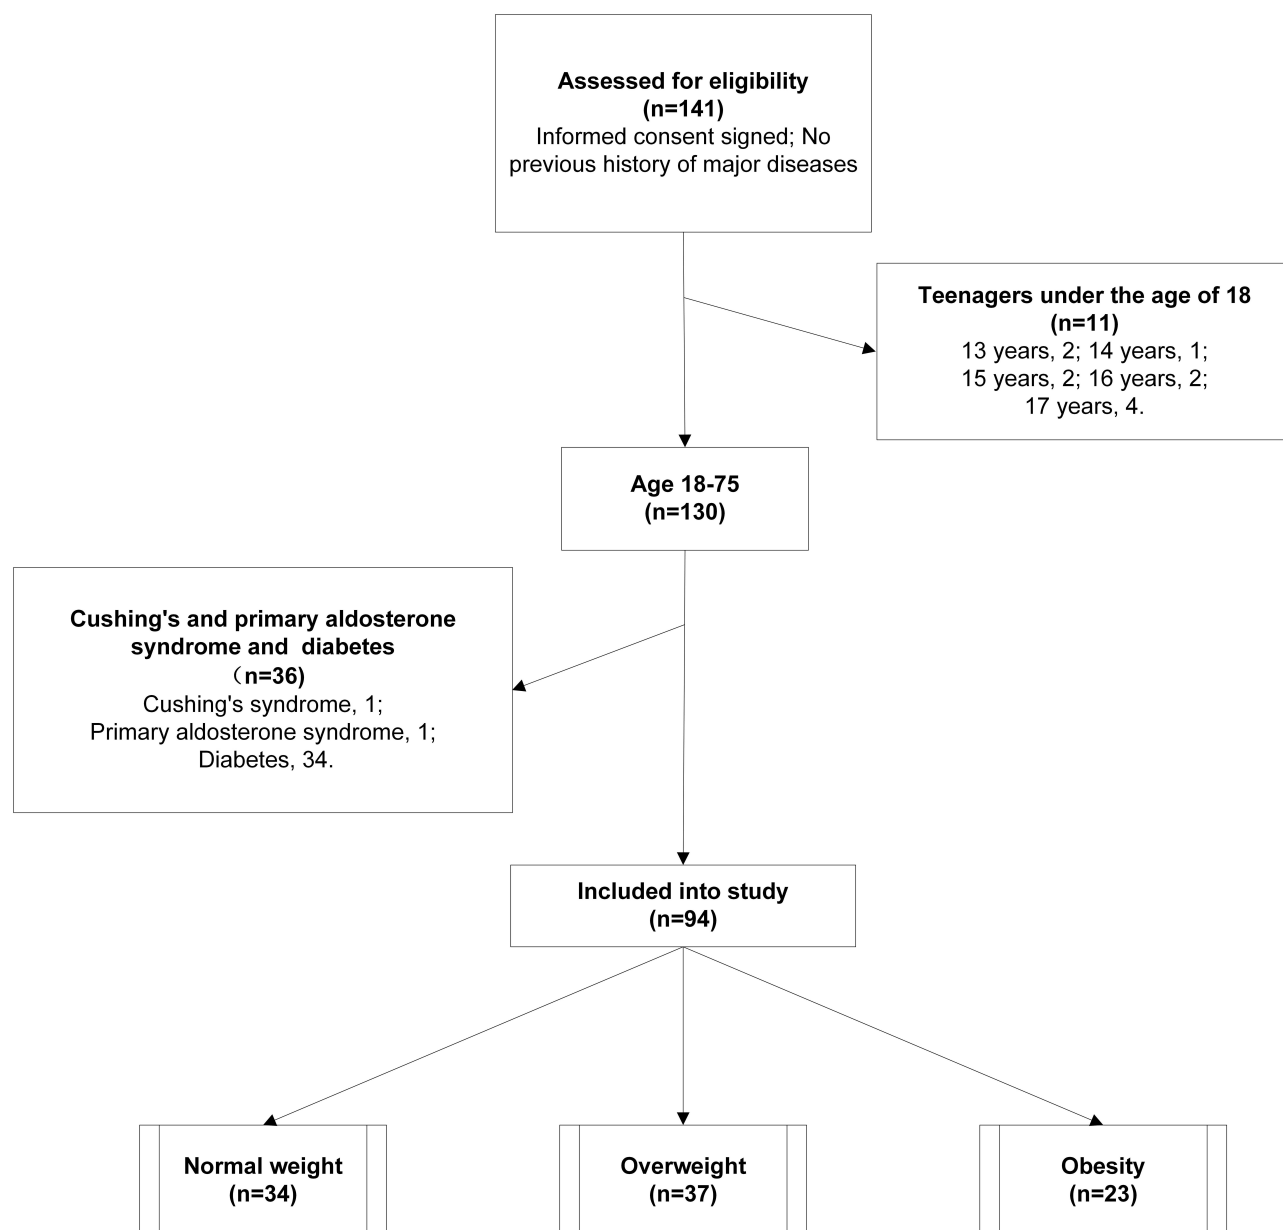 Assessed for eligibility
(n=141)
Informed consent signed; No
previous history of major diseases
Teenagers under the age of 18
(n=11)
13 years, 2; 14 years, 1;
15 years, 2; 16 years, 2;
17 years, 4.
Age 18-75
(n=130)
Cushing's and primary aldosterone
syndrome and  diabetes
（n=36)
Cushing's syndrome, 1;
Primary aldosterone syndrome, 1;
Diabetes, 34.
Included into study
(n=94)
Normal weight
(n=34)
Overweight
(n=37)
Obesity
(n=23)